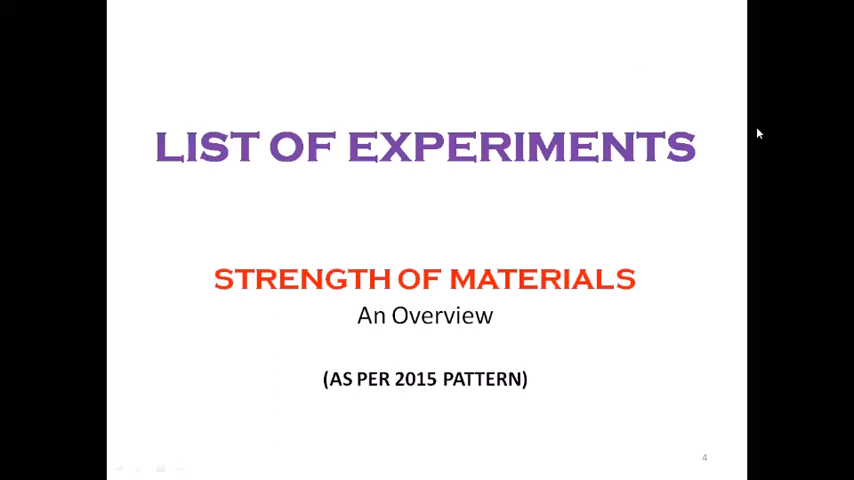 LIST OF EXPERIMENTS
STRENGTH OF MATERIALS
An Overview
(AS PER 2015 PATTERN)
4